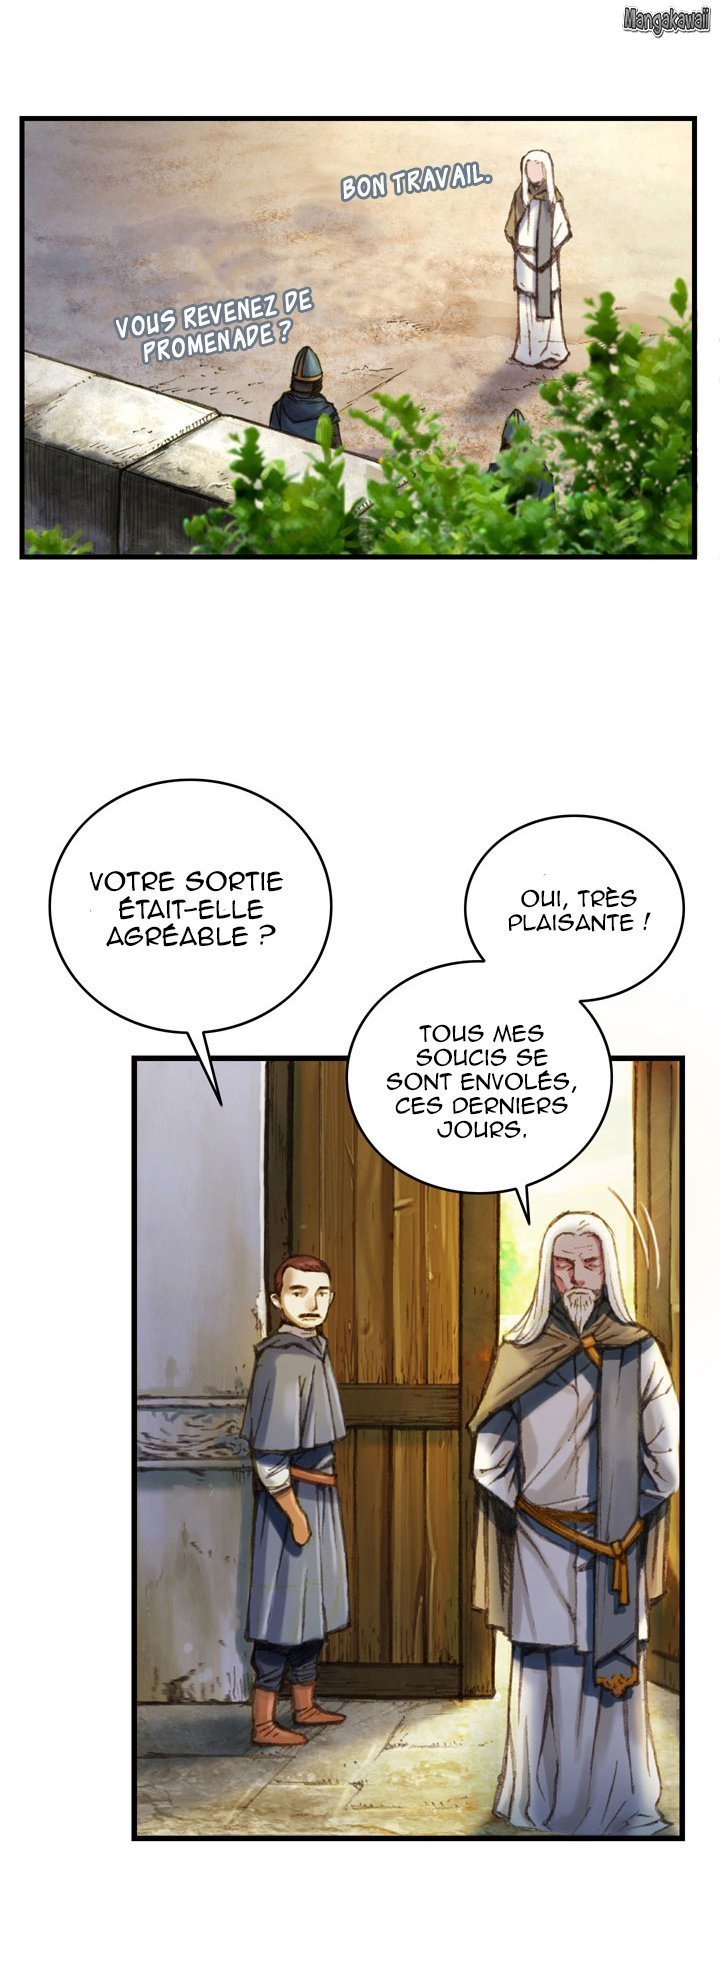 Mangakawaii
BON TRAVAIL.
VOUS REVENEZ DE
PROMENADE ?
VOTRE SORTIE
ÉTAIT-ELLE
AGRÉABLE ?
OUI, TRÈS
PLAISANTE !
TOUS MES
SOUCIS SE
SONT ENVOLÉS,
CES DERNIERS
JOURS.